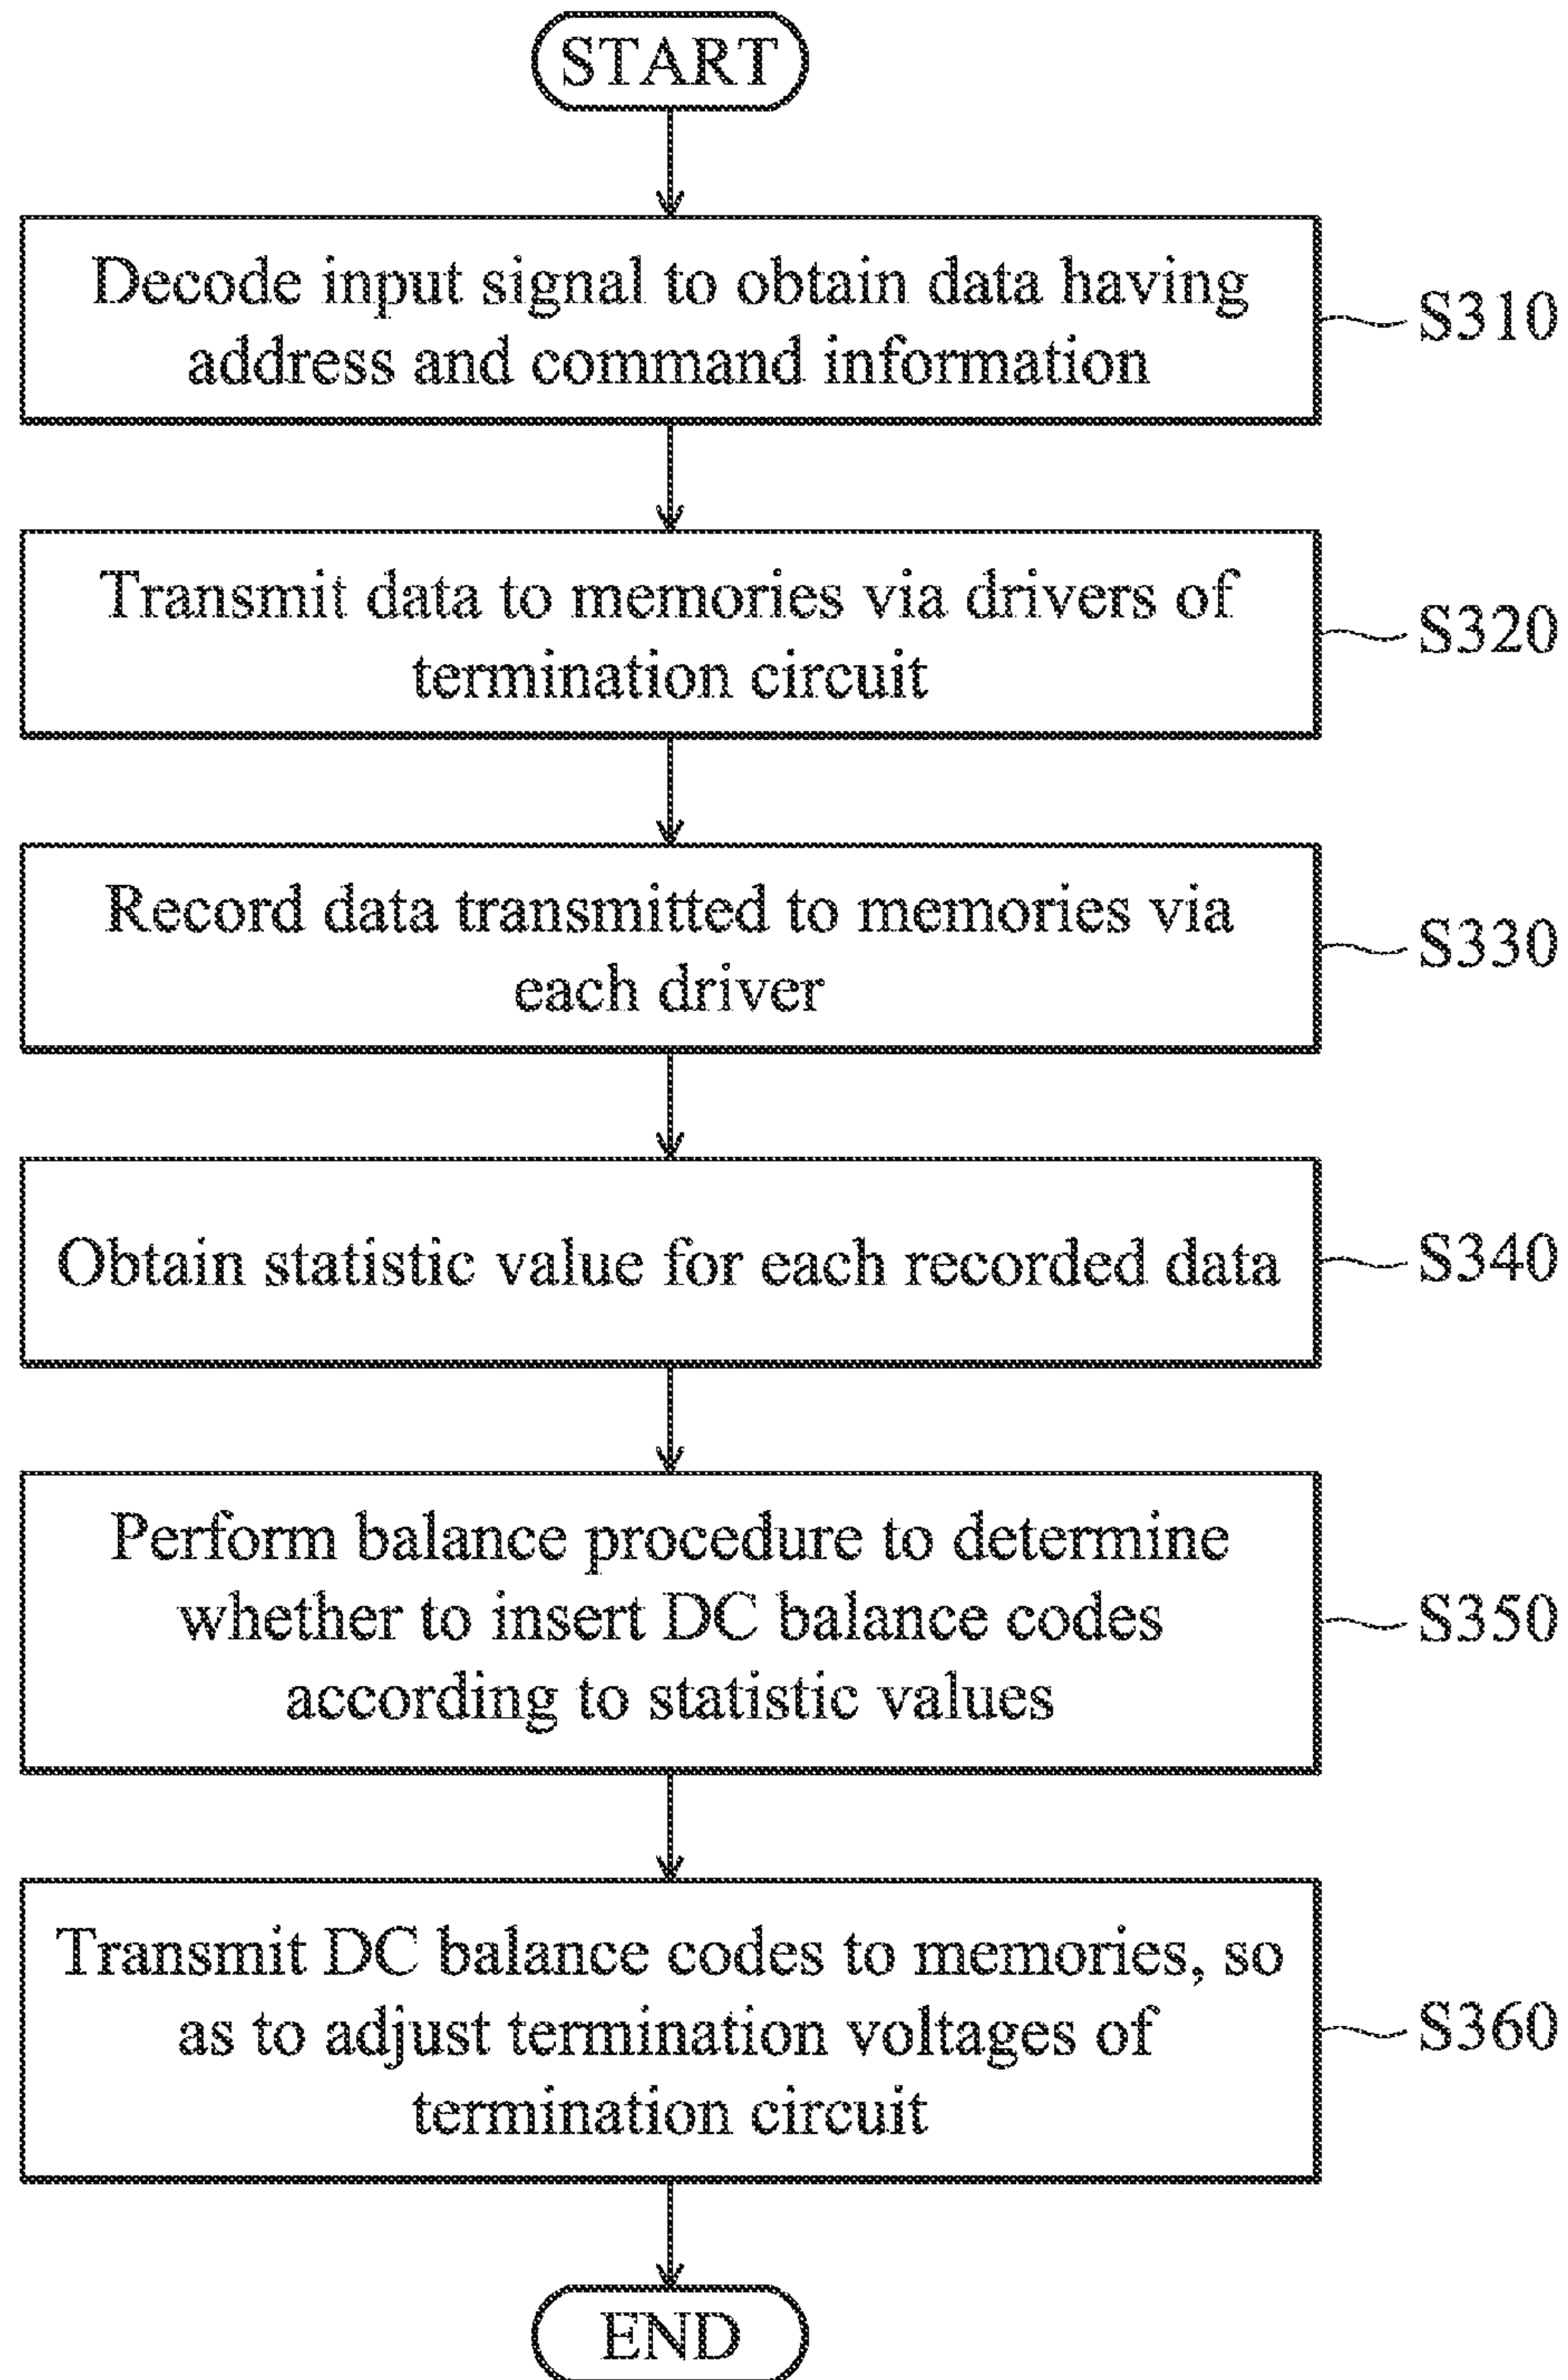 START
Decode input signal to obtain data having
address and command information
S310
Transmit data to memories via drivers of
termination circuit
S320
Record data transmitted to memories via
each driver
S330
Obtain statistic value for each recorded data
S340
Perform balance procedure to determine
whether to insert DC balance codes
according to statistic values
S350
Transmit DC balance codes to memories, so
as to adjust termination voltages of
termination circuit
S360
END